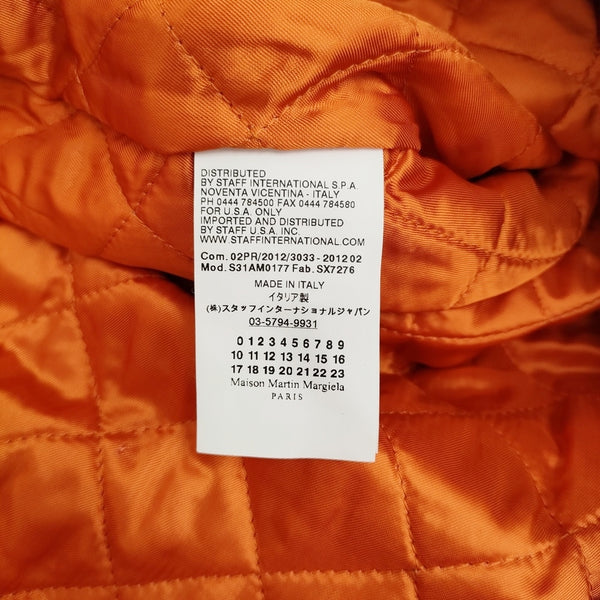 DISTRIBUTED
BY STAFF INTERNATIONAL S.P.A.
NOVENTA VICENTINA - ITALY
PH 0444 784500 FAX 0444 784580
FOR U.S.A. ONLY
IMPORTED AND DISTRIBUTED
BY STAFF U.S.A. INC.
WWW.STAFFINTERNATIONAL.COM
Com. 02PR/2012/3033 - 2012 02
Mod. S31AM0177 Fab. SX7276
MADE IN ITALY
イタリア製
(株)スタッフインターナショナルジャパン
03-5794-9931
0 1 2 3 4 5 6 7 8 9
10 11 12 13 14 15 16
17 18 19 20 21 22 23
Maison Martin Margiela
PARIS